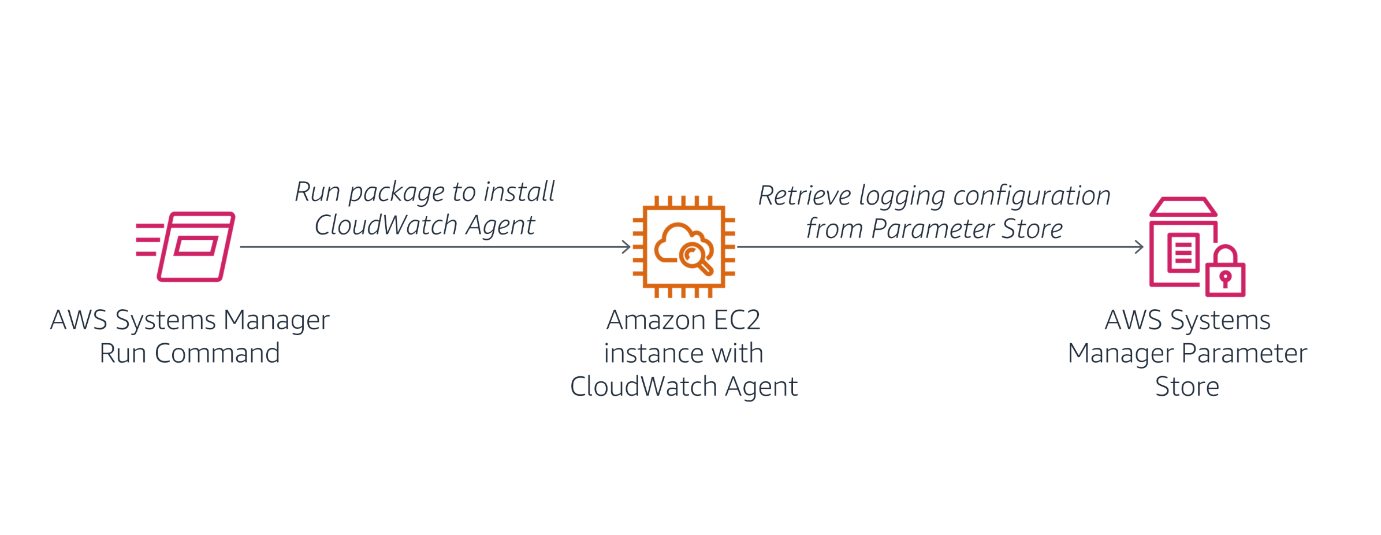 Run package to install
CloudWatch Agent
Retrieve logging configuration
from Parameter Store
AWS Systems Manager
Run Command
Amazon EC2
instance with
CloudWatch Agent
AWS Systems
Manager Parameter
Store